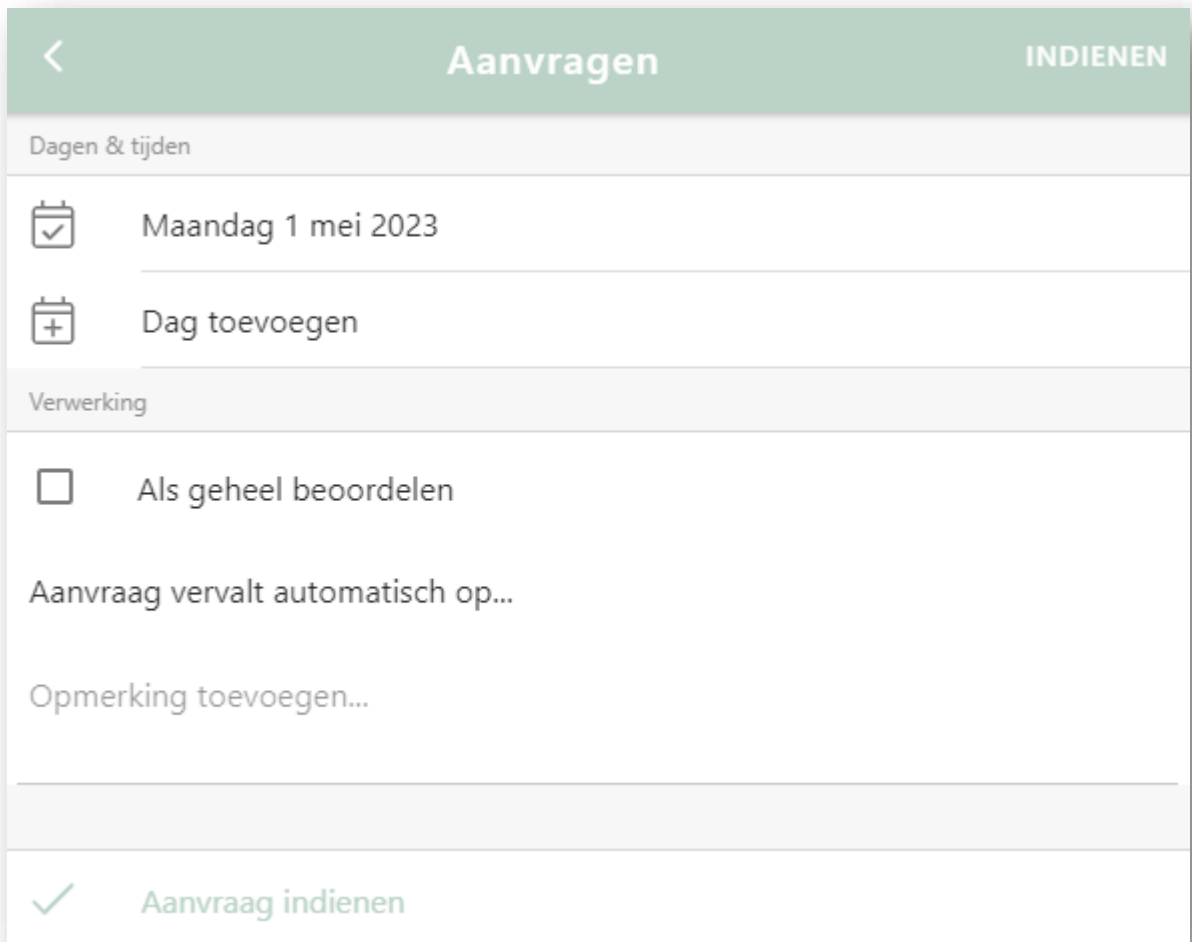 Aanvragen
INDIENEN
Dagen & tijden
Maandag 1 mei 2023
Dag toevoegen
Verwerking
Als geheel beoordelen
Aanvraag vervalt automatisch op...
Opmerking toevoegen...
Aanvraag indienen